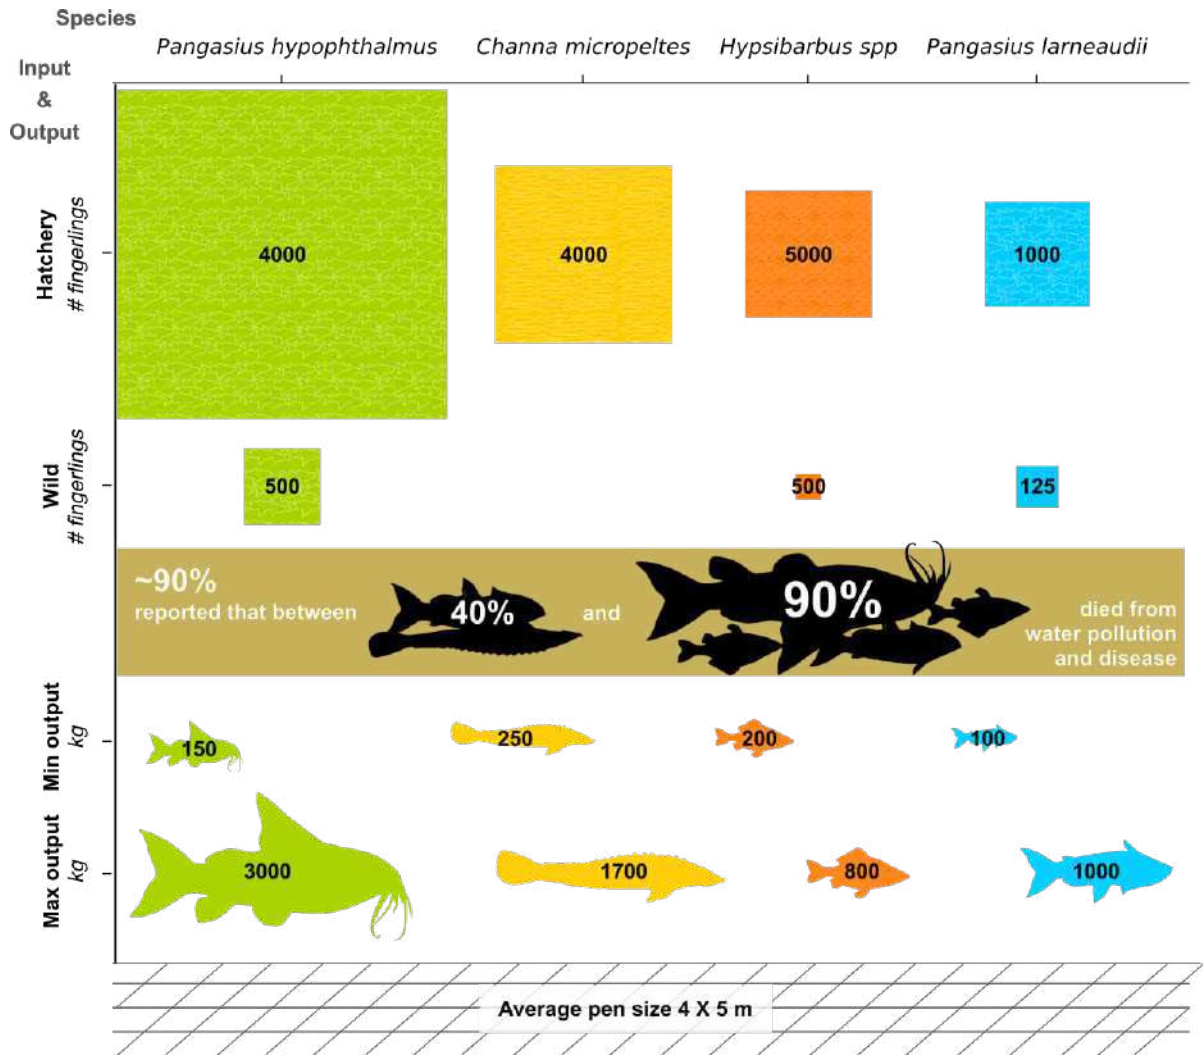 Species
Pangasius hypophthalmus Channa micropeltes Hypsibarbus spp Pangasius larneaudii
Input
&
Output
Hatchery
# fingerlings
4000 4000 5000 1000
Wild
# fingerlings
500 500 125
~90%
reported that between
40%
and
90%
died from
water pollution
and disease
Min output
kg
150 250 200 100
Max output
kg
3000 1700 800 1000
Average pen size 4 X 5 m